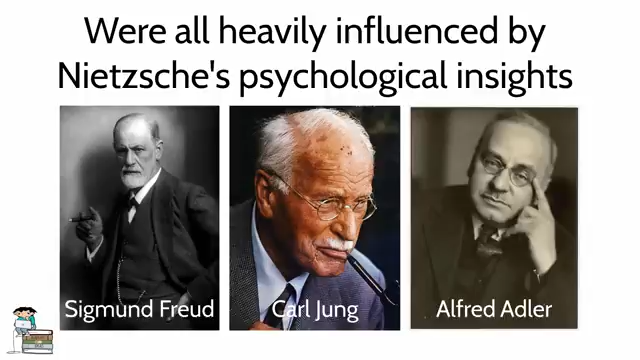 Were all heavily influenced by
Nietzsche's psychological insights
Sigmund Freud
Carl Jung
Alfred Adler